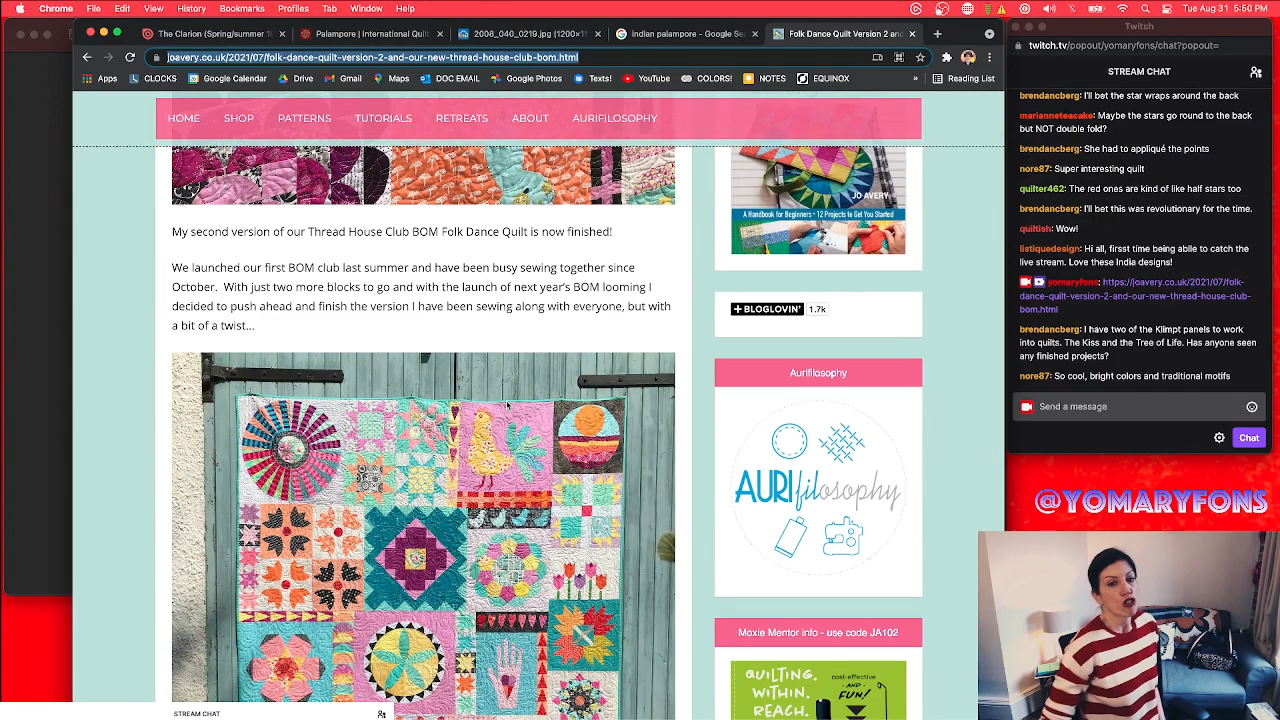 Chrome File Edit View History Bookmarks Profiles Tab Window Help
Tue Aug 31 5:50 PM
The Clarion (Spring/summer 1
Palampore | International Quilt
2008_040_0219.jpg (1200×11
indian palampore - Google Sea
Folk Dance Quilt Version 2 and
joavery.co.uk/2021/07/folk-dance-quilt-version-2-and-our-new-thread-house-club-bom.html
Apps CLOCKS Google Calendar Drive Gmail Maps DOC EMAIL Google Photos Texts! YouTube COLORS! NOTES EQUINOX » Reading List
HOME SHOP PATTERNS TUTORIALS RETREATS ABOUT AURIFILOSOPHY
My second version of our Thread House Club BOM Folk Dance Quilt is now finished!
We launched our first BOM club last summer and have been busy sewing together since
October. With just two more blocks to send and with the launch of next year's BOM looming I
decided to push ahead and finish the version I have been sewing along with everyone, but with
a bit of a twist...
STREAM CHAT
JO AVERY
A Handbook for Beginners • 12 Projects to Get You Started
+ BLOGLOVIN' 1.7k
Aurifilosophy
AURIfilosophy
Moxie Mentor info - use code JA102
QUILTING.
WITHIN.
REACH.
cost-effective
-AND-
FUN!
Twitch
twitch.tv/popout/yomaryfons/chat?popout=
STREAM CHAT
brendancberg: I'll bet the star wraps around the back
marianneteacake: Maybe the stars go round to the
back but NOT double fold?
brendancberg: She had to appliqué the points
nore87: Super interesting quilt
quilter462: The red ones are kind of like half stars too
brendancberg: I'll bet this was revolutionary for the time.
quiltish: Wow!
listiquedesign: Hi all, firsst time being abille to catch the
live stream. Love these India designs!
yomaryfons: https://joavery.co.uk/2021/07/folk-
dance-quilt-version-2-and-our-new-thread-house-club-
bom.html
brendancberg: I have two of the Klimpt panels to work
into quilts. The Kiss and the Tree of Life. Has anyone seen
any finished projects?
nore87: So cool, bright colors and traditional motifs
Send a message
Chat
@YOMARYFONS